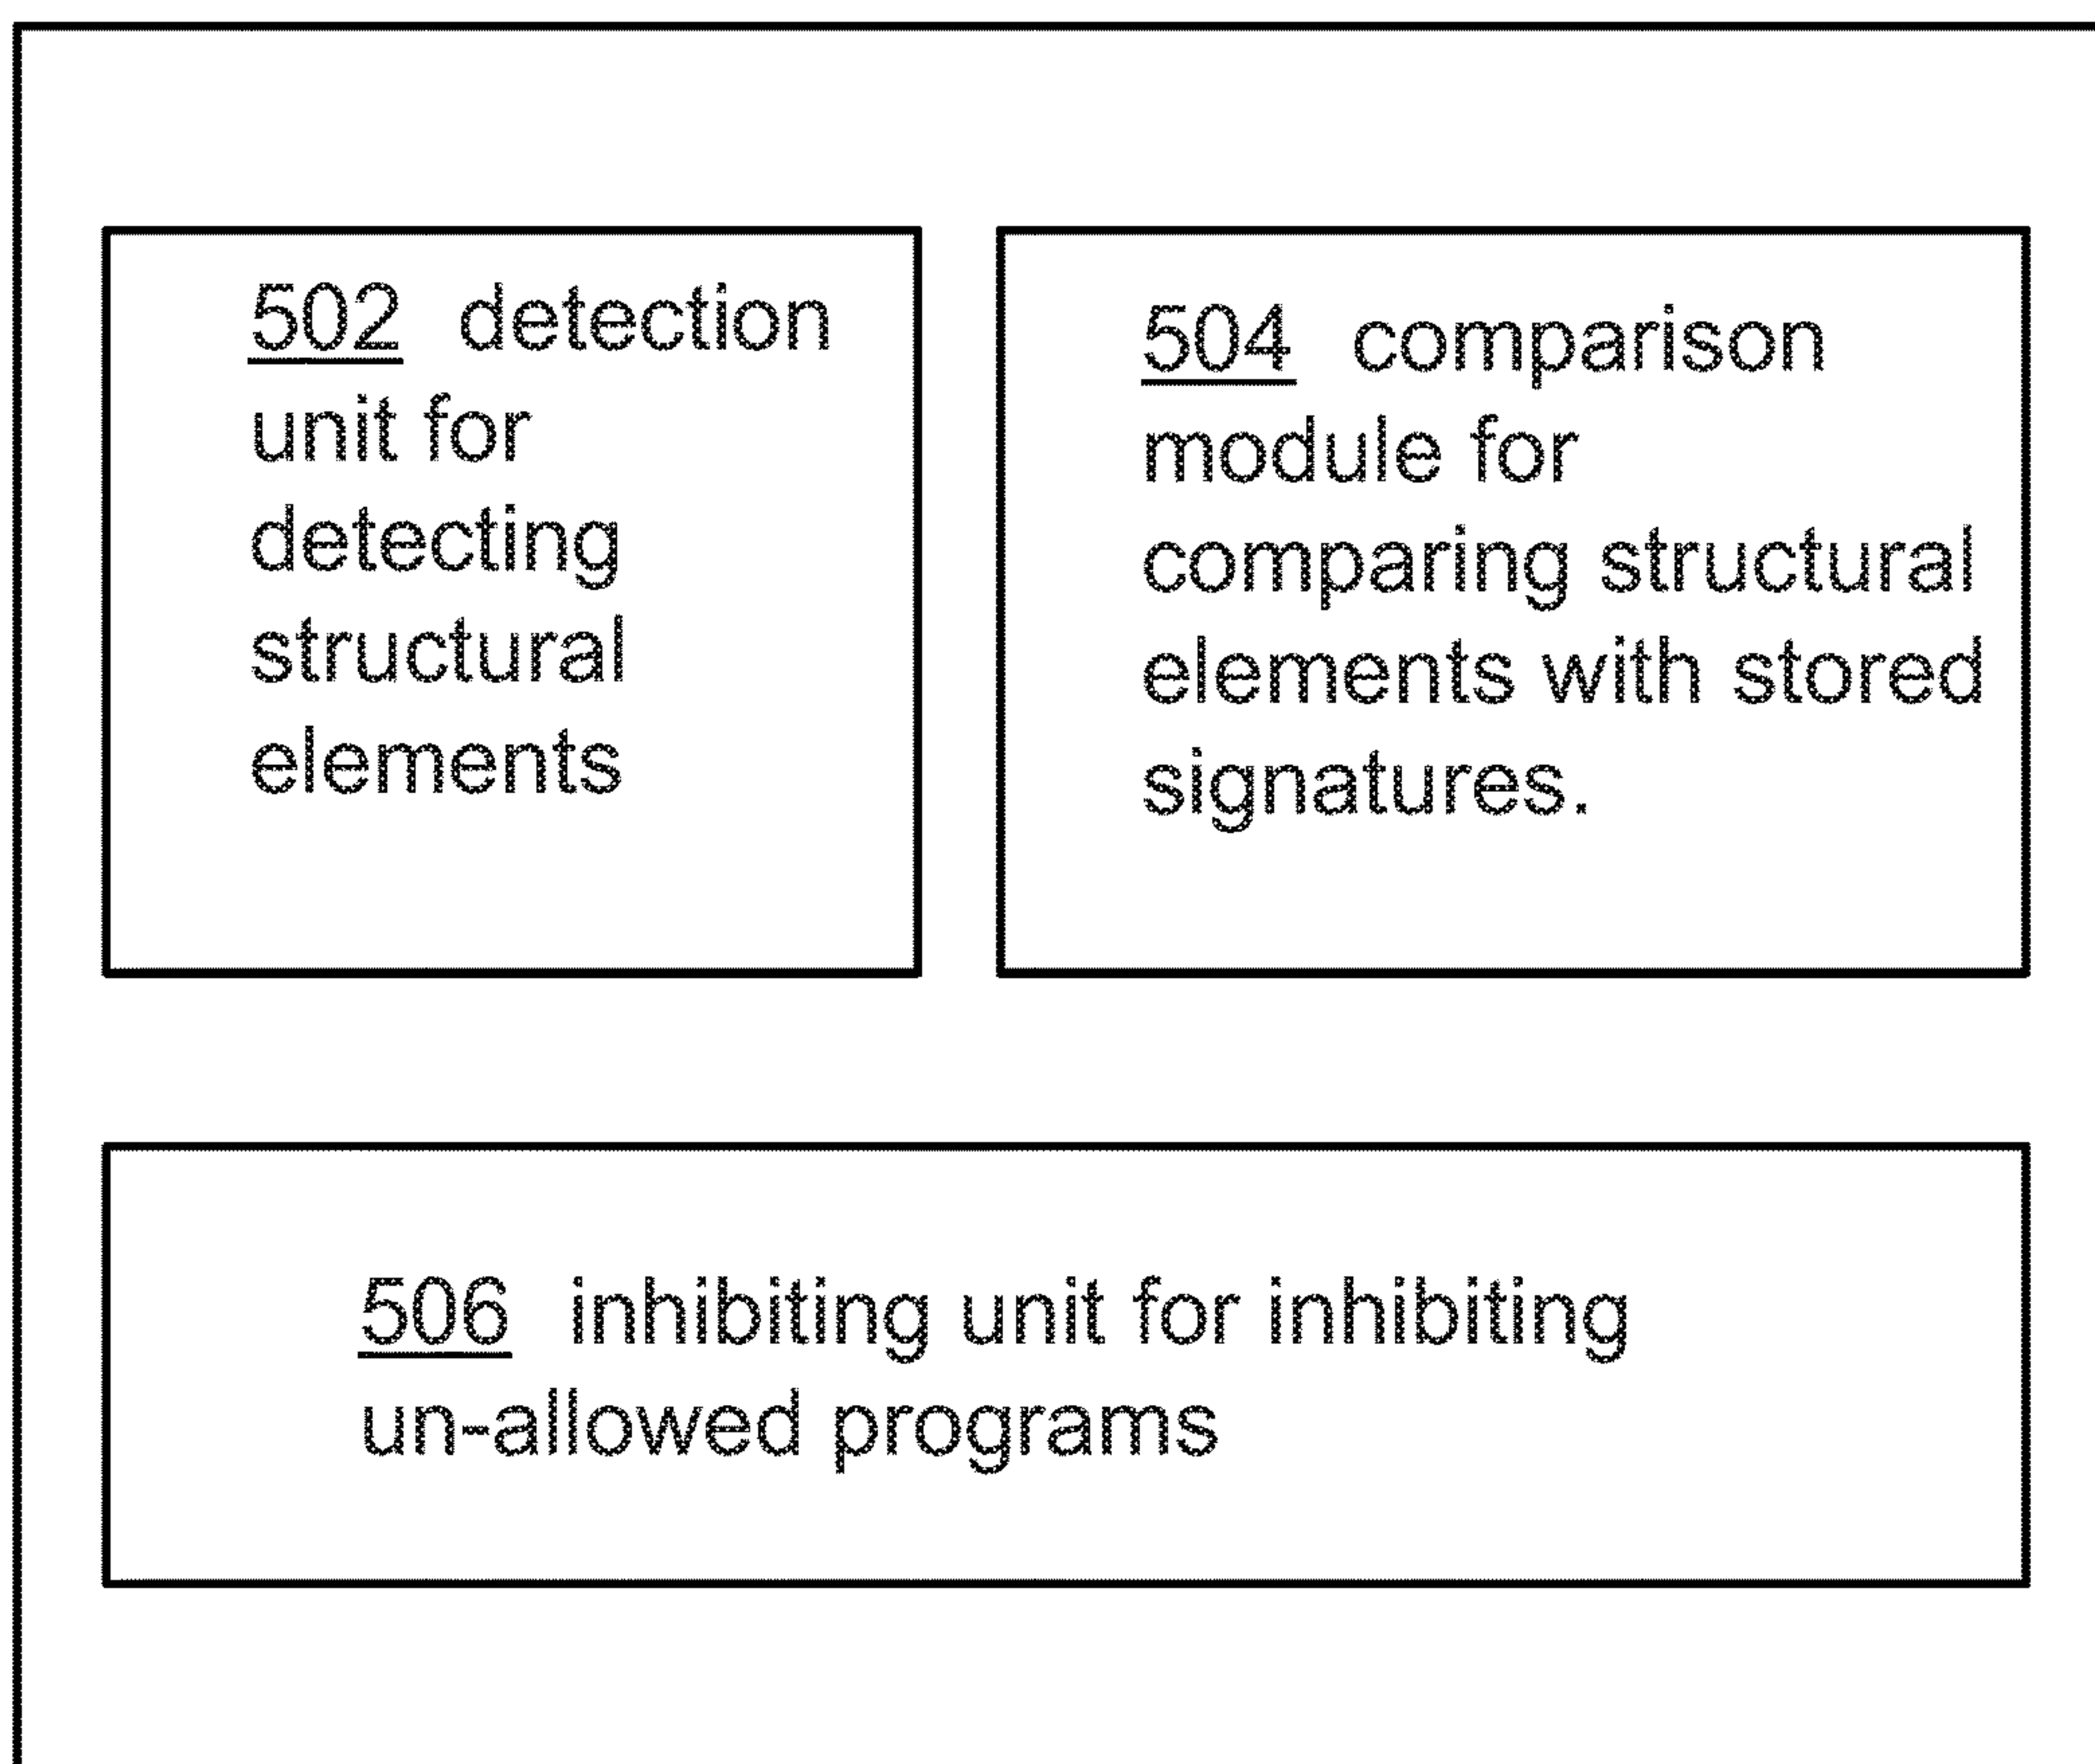 502 detection
unit for
detecting
structural
elements
504 comparison
module for
comparing structural
elements with stored
signatures.
506 inhibiting unit for inhibiting
un-allowed programs